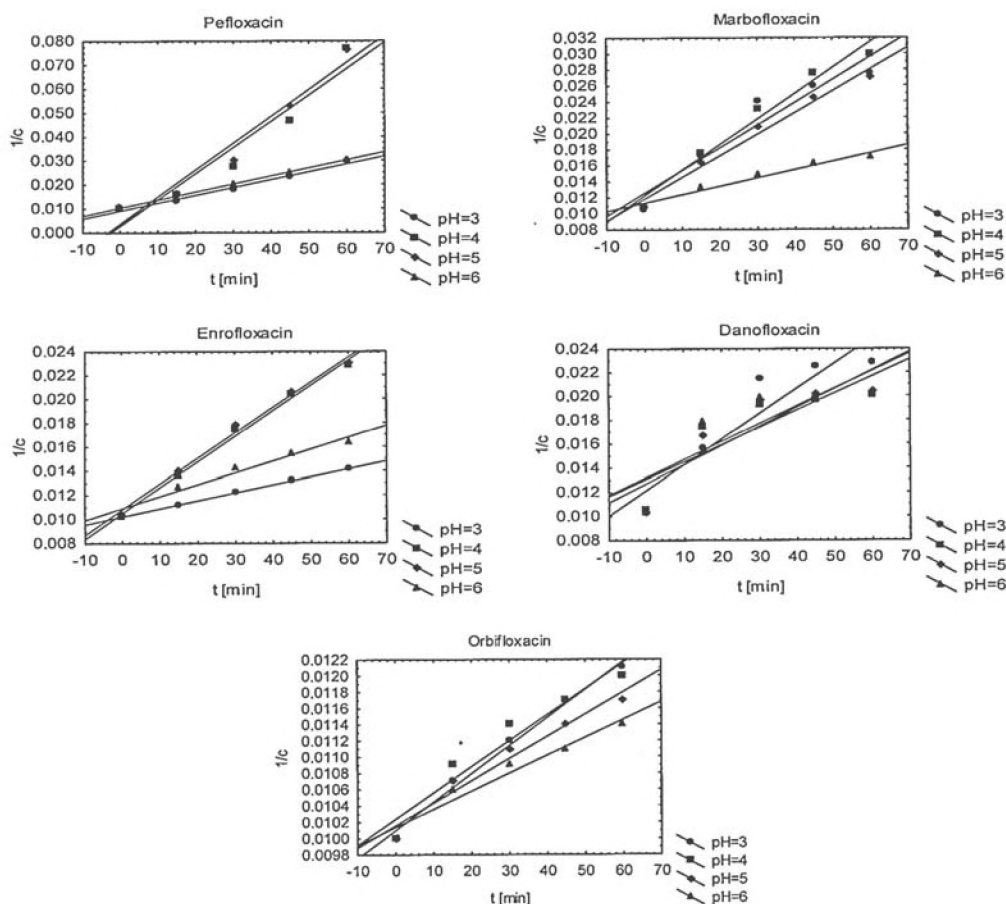 Pefloxacin
0,080
0,070
0.060
0.050
0.040
0.030
0.020
0.010
0.000
-10 0 10 20 30 40 50 60 70
t [min]
1/c
pH=3
pH=4
pH=5
pH=6
Marbofloxacin
0.032
0.030
0.028
0.026
0.024
0.022
0.020
0.018
0.016
0.014
0.012
0.010
0.008
-10 0 10 20 30 40 50 60 70
t [min]
1/c
pH=3
pH=4
pH=5
pH=6
Enrofloxacin
0.024
0.022
0.020
0.018
0.016
0.014
0.012
0.010
0.008
-10 0 10 20 30 40 50 60 70
t [min]
1/c
pH=3
pH=4
pH=5
pH=6
Danofloxacin
0.024
0.022
0.020
0.018
0.016
0.014
0.012
0.010
0.008
-10 0 10 20 30 40 50 60 70
t [min]
1/c
pH=3
pH=4
pH=5
pH=6
Orbifloxacin
0.0122
0.0120
0.0118
0.0116
0.0114
0.0112
0.0110
0.0108
0.0106
0.0104
0.0102
0.0100
0.0098
-10 0 10 20 30 40 50 60 70
t [min]
1/c
pH=3
pH=4
pH=5
pH=6